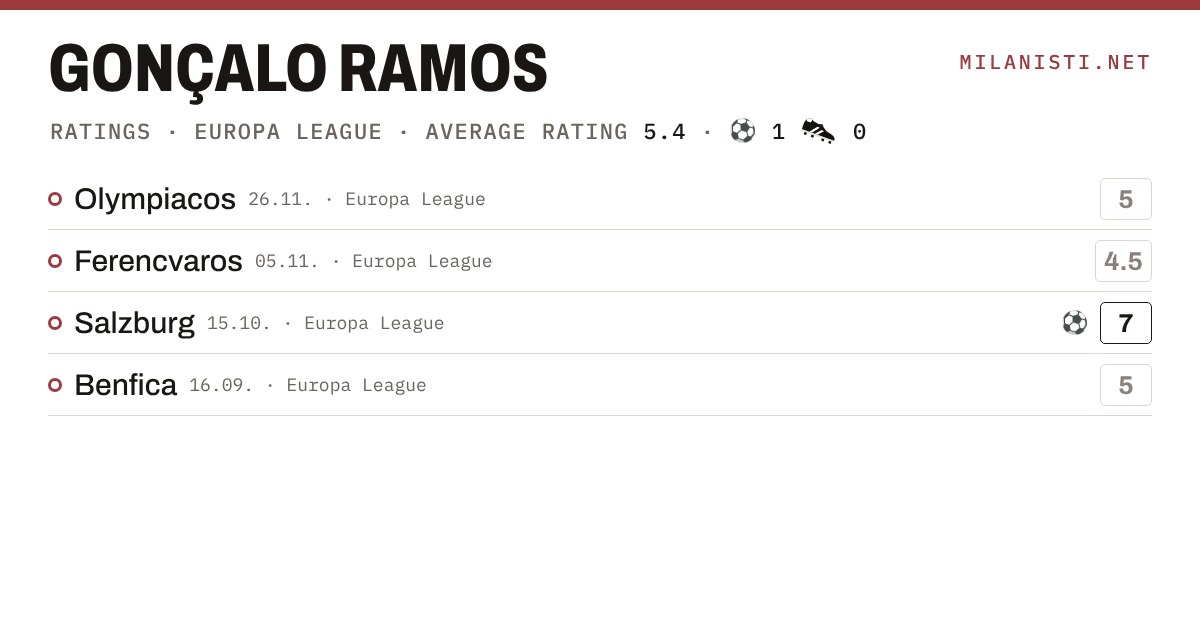 GONÇALO RAMOS
MILANISTI.NET
RATINGS · EUROPA LEAGUE · AVERAGE RATING 5.4 · ⚽ 1 0
Olympiacos 26.11. · Europa League 5
Ferencvaros 05.11. · Europa League 4.5
Salzburg 15.10. · Europa League ⚽ 7
Benfica 16.09. · Europa League 5